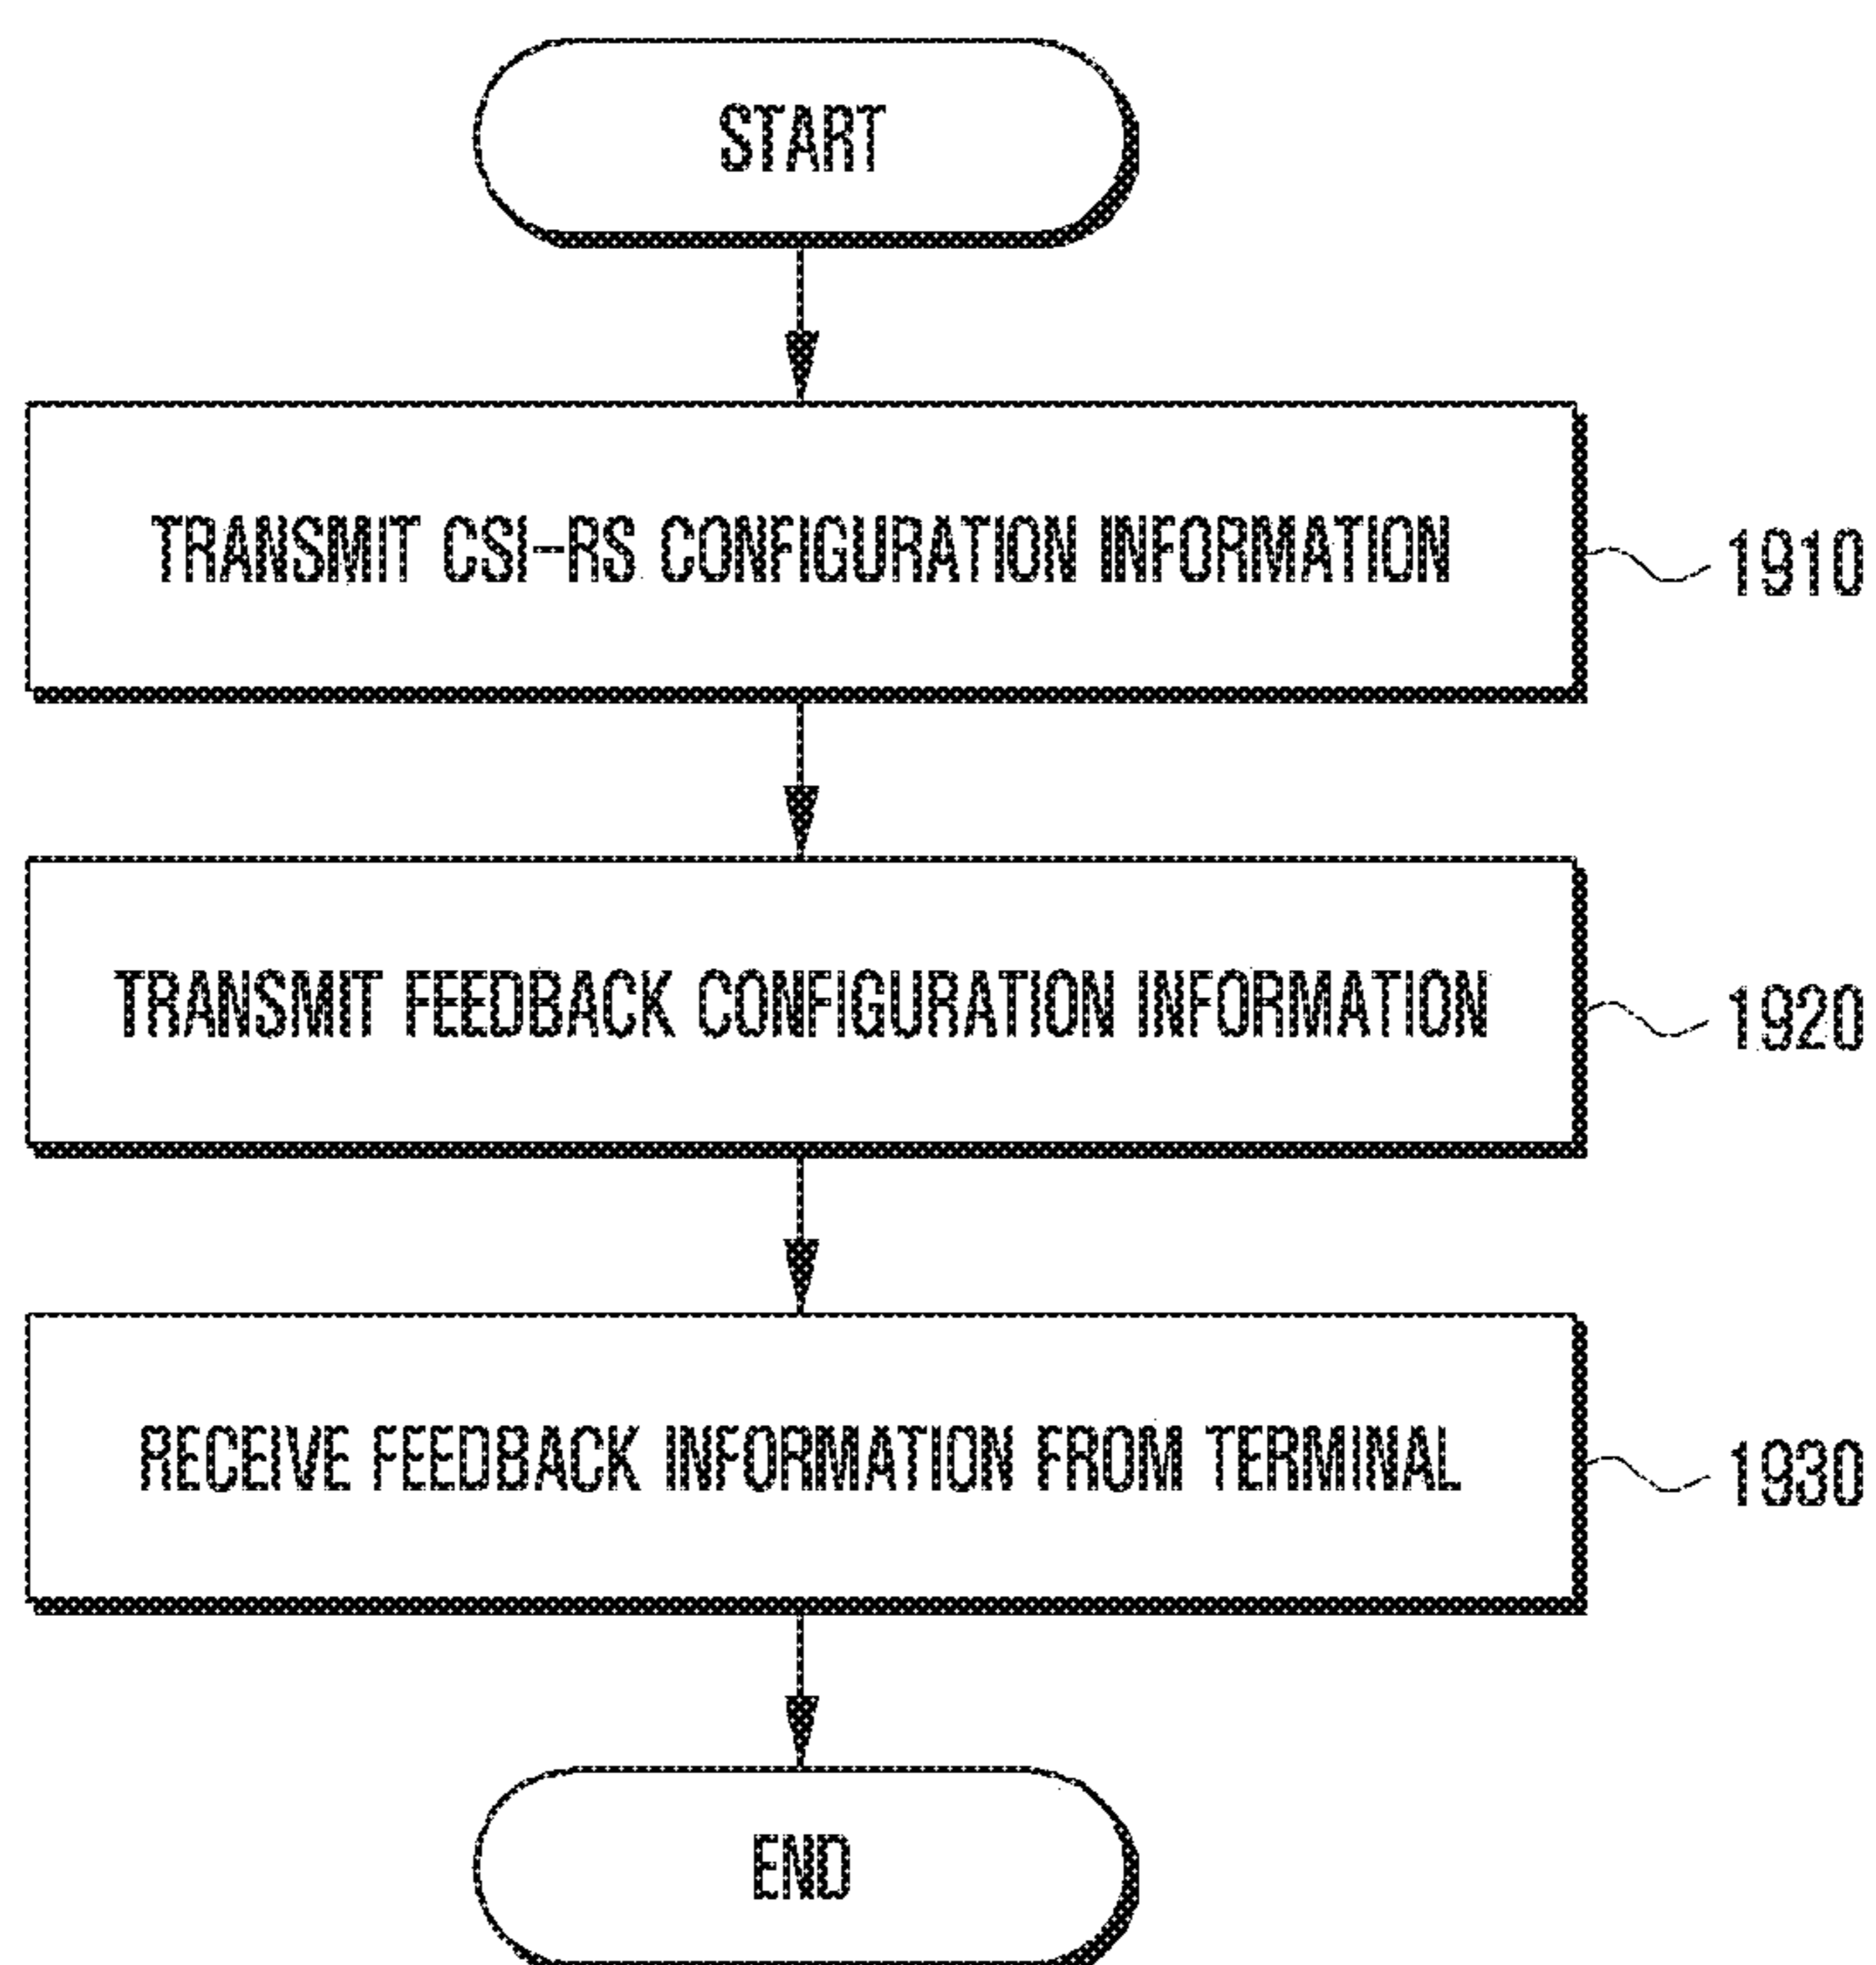 START
TRANSMIT CSI-RS CONFIGURATION INFORMATION
1910
TRANSMIT FEEDBACK CONFIGURATION INFORMATION
1920
RECEIVE FEEDBACK INFORMATION FROM TERMINAL
1930
END